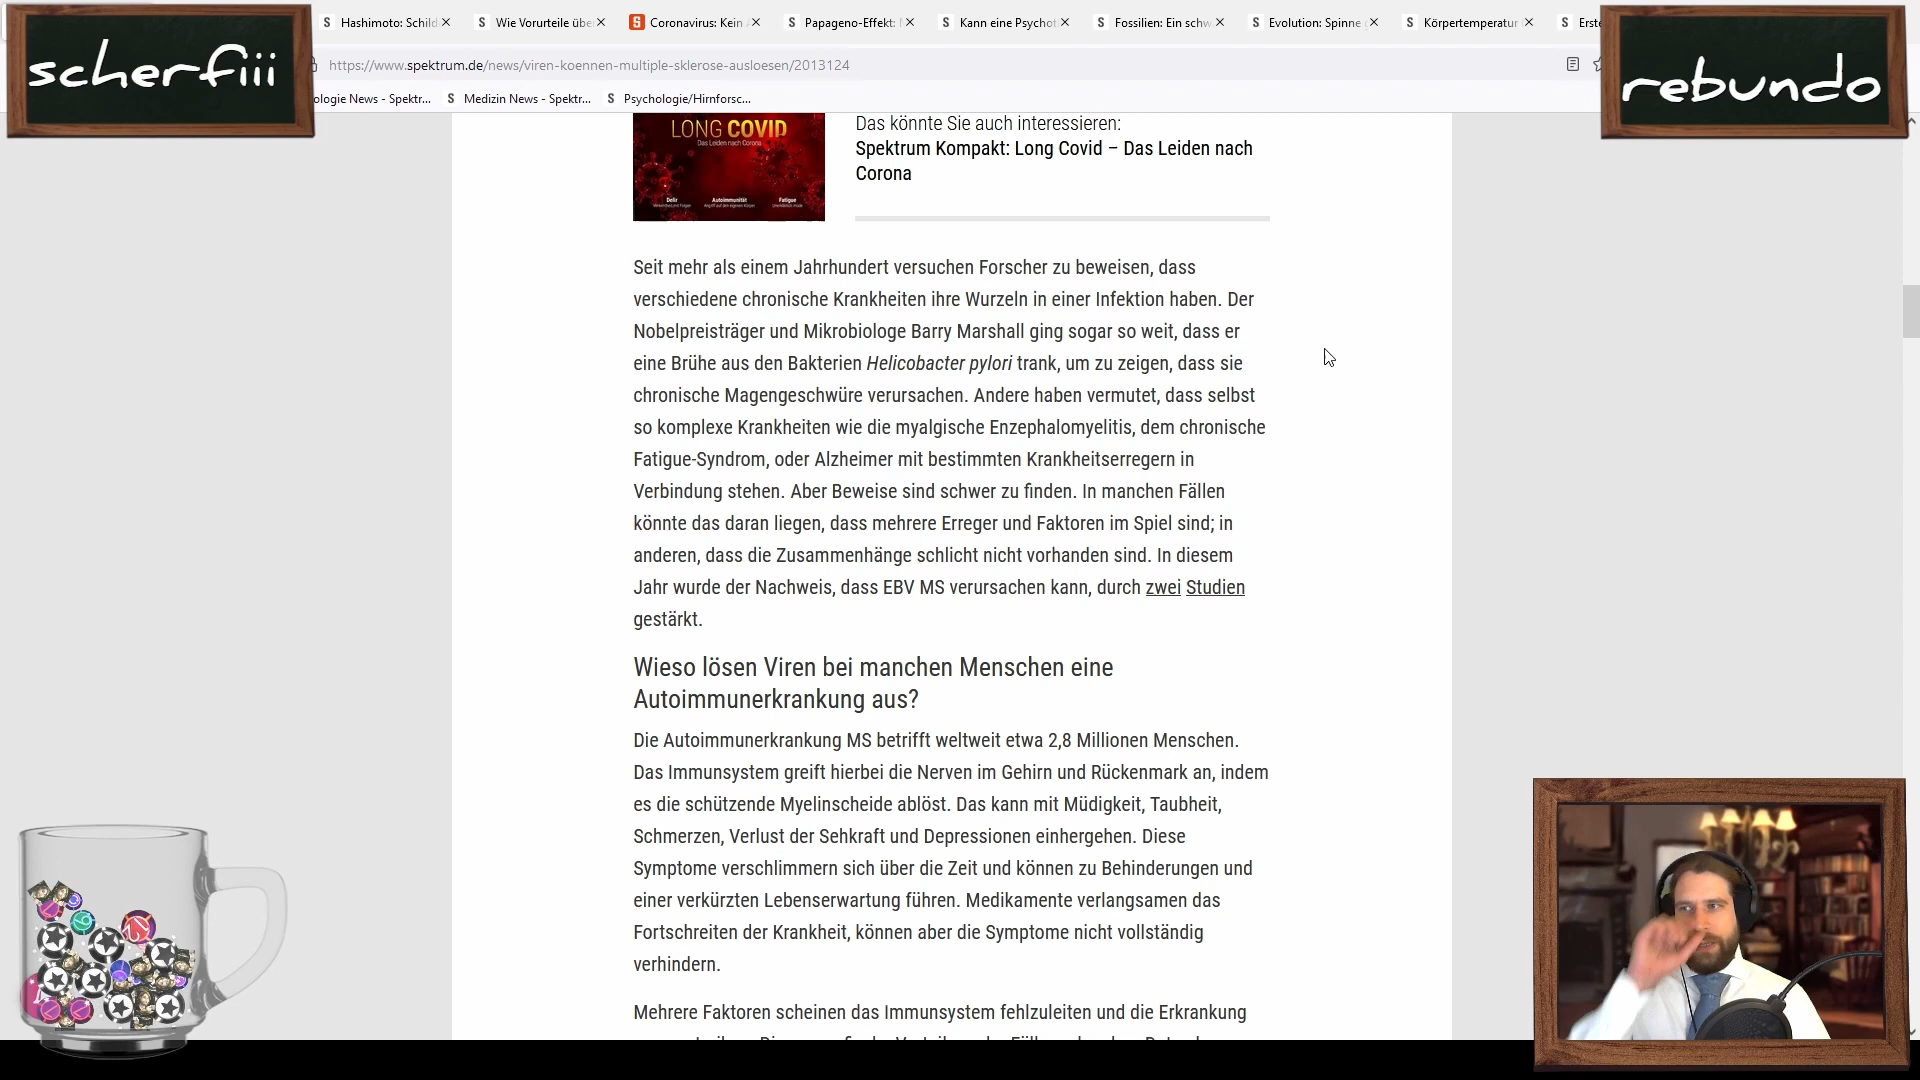 scherfiii
Hashimoto: Schild
Wie Vorurteile übe
Coronavirus: Kein
Papageno-Effekt:
Kann eine Psychot
Fossilien: Ein schw
Evolution: Spinne
Körpertemperatur
Erste
rebundo
https://www.spektrum.de/news/viren-koennen-multiple-sklerose-ausloesen/2013124
ologie News - Spektr...
Medizin News - Spektr...
Psychologie/Hirnforsc...
LONG COVID
Das Leiden nach Corona
Delir
Autoimmunität
Fatigue
Das könnte Sie auch interessieren:
Spektrum Kompakt: Long Covid – Das Leiden nach
Corona
Seit mehr als einem Jahrhundert versuchen Forscher zu beweisen, dass
verschiedene chronische Krankheiten ihre Wurzeln in einer Infektion haben. Der
Nobelpreisträger und Mikrobiologe Barry Marshall ging sogar so weit, dass er
eine Brühe aus den Bakterien Helicobacter pylori trank, um zu zeigen, dass sie
chronische Magengeschwüre verursachen. Andere haben vermutet, dass selbst
so komplexe Krankheiten wie die myalgische Enzephalomyelitis, dem chronische
Fatigue-Syndrom, oder Alzheimer mit bestimmten Krankheitserregern in
Verbindung stehen. Aber Beweise sind schwer zu finden. In manchen Fällen
könnte das daran liegen, dass mehrere Erreger und Faktoren im Spiel sind; in
anderen, dass die Zusammenhänge schlicht nicht vorhanden sind. In diesem
Jahr wurde der Nachweis, dass EBV MS verursachen kann, durch zwei Studien
gestärkt.
Wieso lösen Viren bei manchen Menschen eine
Autoimmunerkrankung aus?
Die Autoimmunerkrankung MS betrifft weltweit etwa 2,8 Millionen Menschen.
Das Immunsystem greift hierbei die Nerven im Gehirn und Rückenmark an, indem
es die schützende Myelinscheide ablöst. Das kann mit Müdigkeit, Taubheit,
Schmerzen, Verlust der Sehkraft und Depressionen einhergehen. Diese
Symptome verschlimmern sich über die Zeit und können zu Behinderungen und
einer verkürzten Lebenserwartung führen. Medikamente verlangsamen das
Fortschreiten der Krankheit, können aber die Symptome nicht vollständig
verhindern.
Mehrere Faktoren scheinen das Immunsystem fehlzuleiten und die Erkrankung